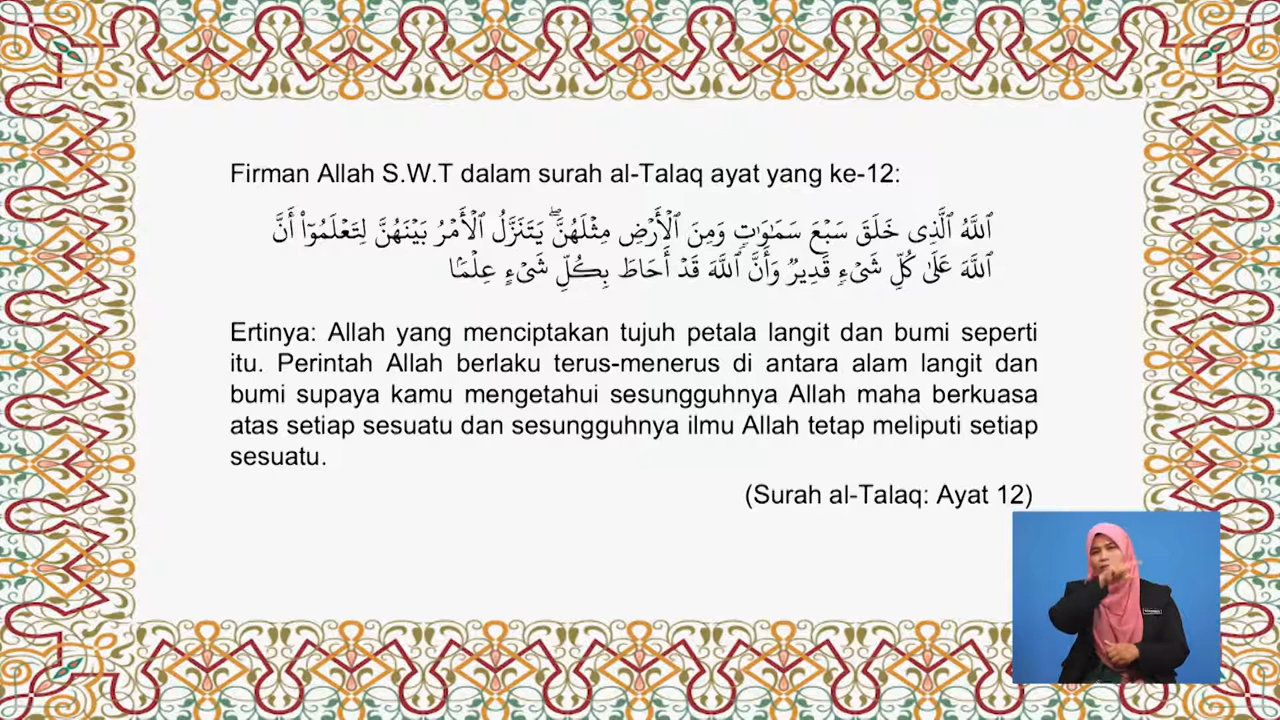 Firman Allah S.W.T dalam surah al-Talaq ayat yang ke-12:
ٱللَّهُ ٱلَّذِى خَلَقَ سَبْعَ سَمَـٰوَٰتٍ وَمِنَ ٱلْأَرْضِ مِثْلَهُنَّ ۖ يَتَنَزَّلُ ٱلْأَمْرُ بَيْنَهُنَّ لِتَعْلَمُوٓا۟ أَنَّ
ٱللَّهَ عَلَىٰ كُلِّ شَىْءٍ قَدِيرٌ وَأَنَّ ٱللَّهَ قَدْ أَحَاطَ بِكُلِّ شَىْءٍ عِلْمًۢا
Ertinya: Allah yang menciptakan tujuh petala langit dan bumi seperti
itu. Perintah Allah berlaku terus-menerus di antara alam langit dan
bumi supaya kamu mengetahui sesungguhnya Allah maha berkuasa
atas setiap sesuatu dan sesungguhnya ilmu Allah tetap meliputi setiap
sesuatu.
(Surah al-Talaq: Ayat 12)